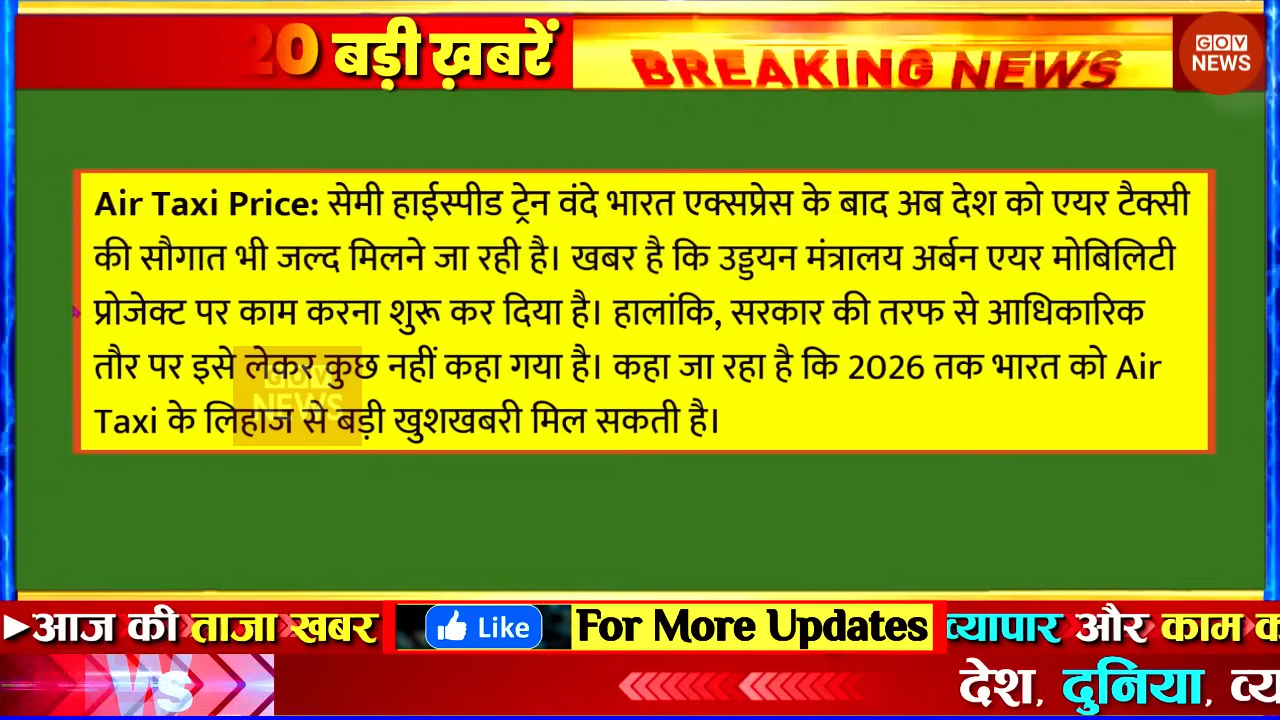 20 बड़ी ख़बरें
BREAKING NEWS
GOV
NEWS
Air Taxi Price: सेमी हाईस्पीड ट्रेन वंदे भारत एक्सप्रेस के बाद अब देश को एयर टैक्सी
की सौगात भी जल्द मिलने जा रही है। खबर है कि उड्डयन मंत्रालय अर्बन एयर मोबिलिटी
प्रोजेक्ट पर काम करना शुरू कर दिया है। हालांकि, सरकार की तरफ से आधिकारिक
तौर पर इसे लेकर कुछ नहीं कहा गया है। कहा जा रहा है कि 2026 तक भारत को Air
Taxi के लिहाज से बड़ी खुशखबरी मिल सकती है।
GOV
NEWS
आज की ताजा खबर
Like
For More Updates
व्यापार और काम
देश, दुनिया,